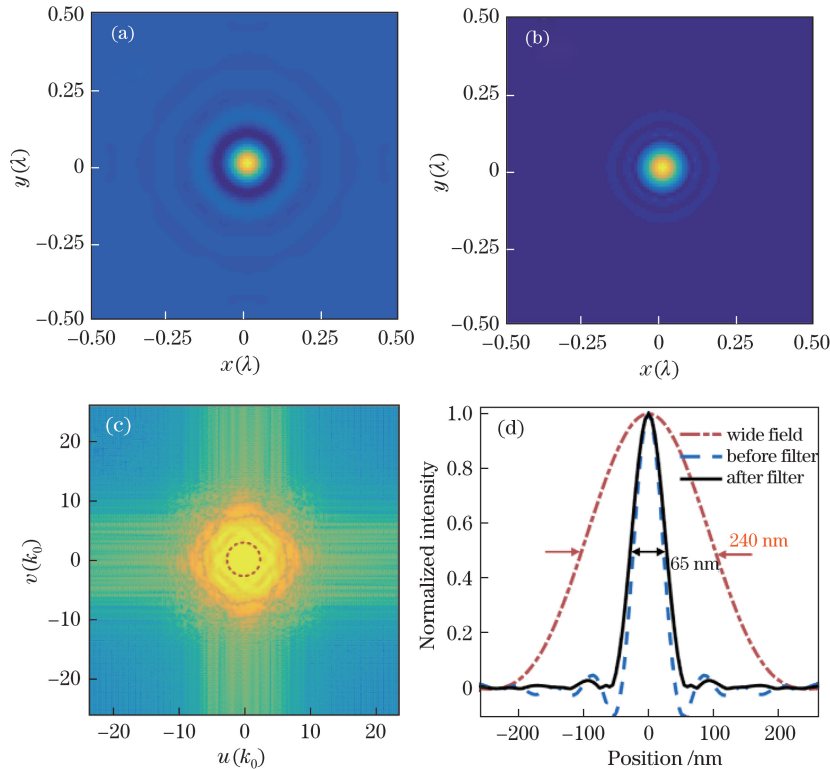 (a)
0.50
0.25
0
−0.25
−0.50
y(λ)
−0.50
−0.25
0
0.25
0.50
x(λ)
(b)
0.50
0.25
0
−0.25
−0.50
y(λ)
−0.50
−0.25
0
0.25
0.50
x(λ)
(c)
20
10
0
−10
−20
v(k₀)
−20
−10
0
10
20
u(k₀)
(d)
1.0
0.8
0.6
0.4
0.2
0
Normalized intensity
wide field
before filter
after filter
240 nm
65 nm
−200
−100
0
100
200
Position /nm